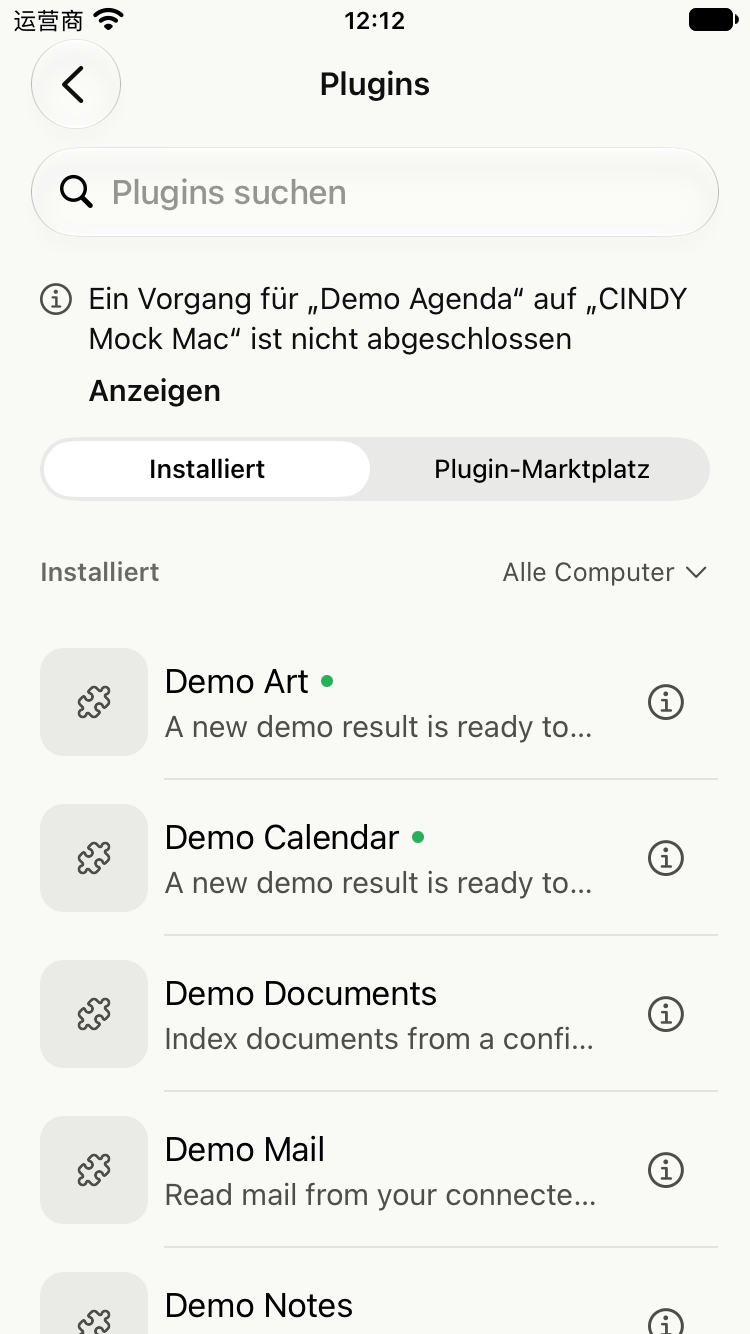 运营商
12:12
Plugins
Plugins suchen
Ein Vorgang für „Demo Agenda“ auf „CINDY
Mock Mac“ ist nicht abgeschlossen
Anzeigen
Installiert
Plugin-Marktplatz
Installiert
Alle Computer
Demo Art
A new demo result is ready to...
Demo Calendar
A new demo result is ready to...
Demo Documents
Index documents from a confi...
Demo Mail
Read mail from your connecte...
Demo Notes